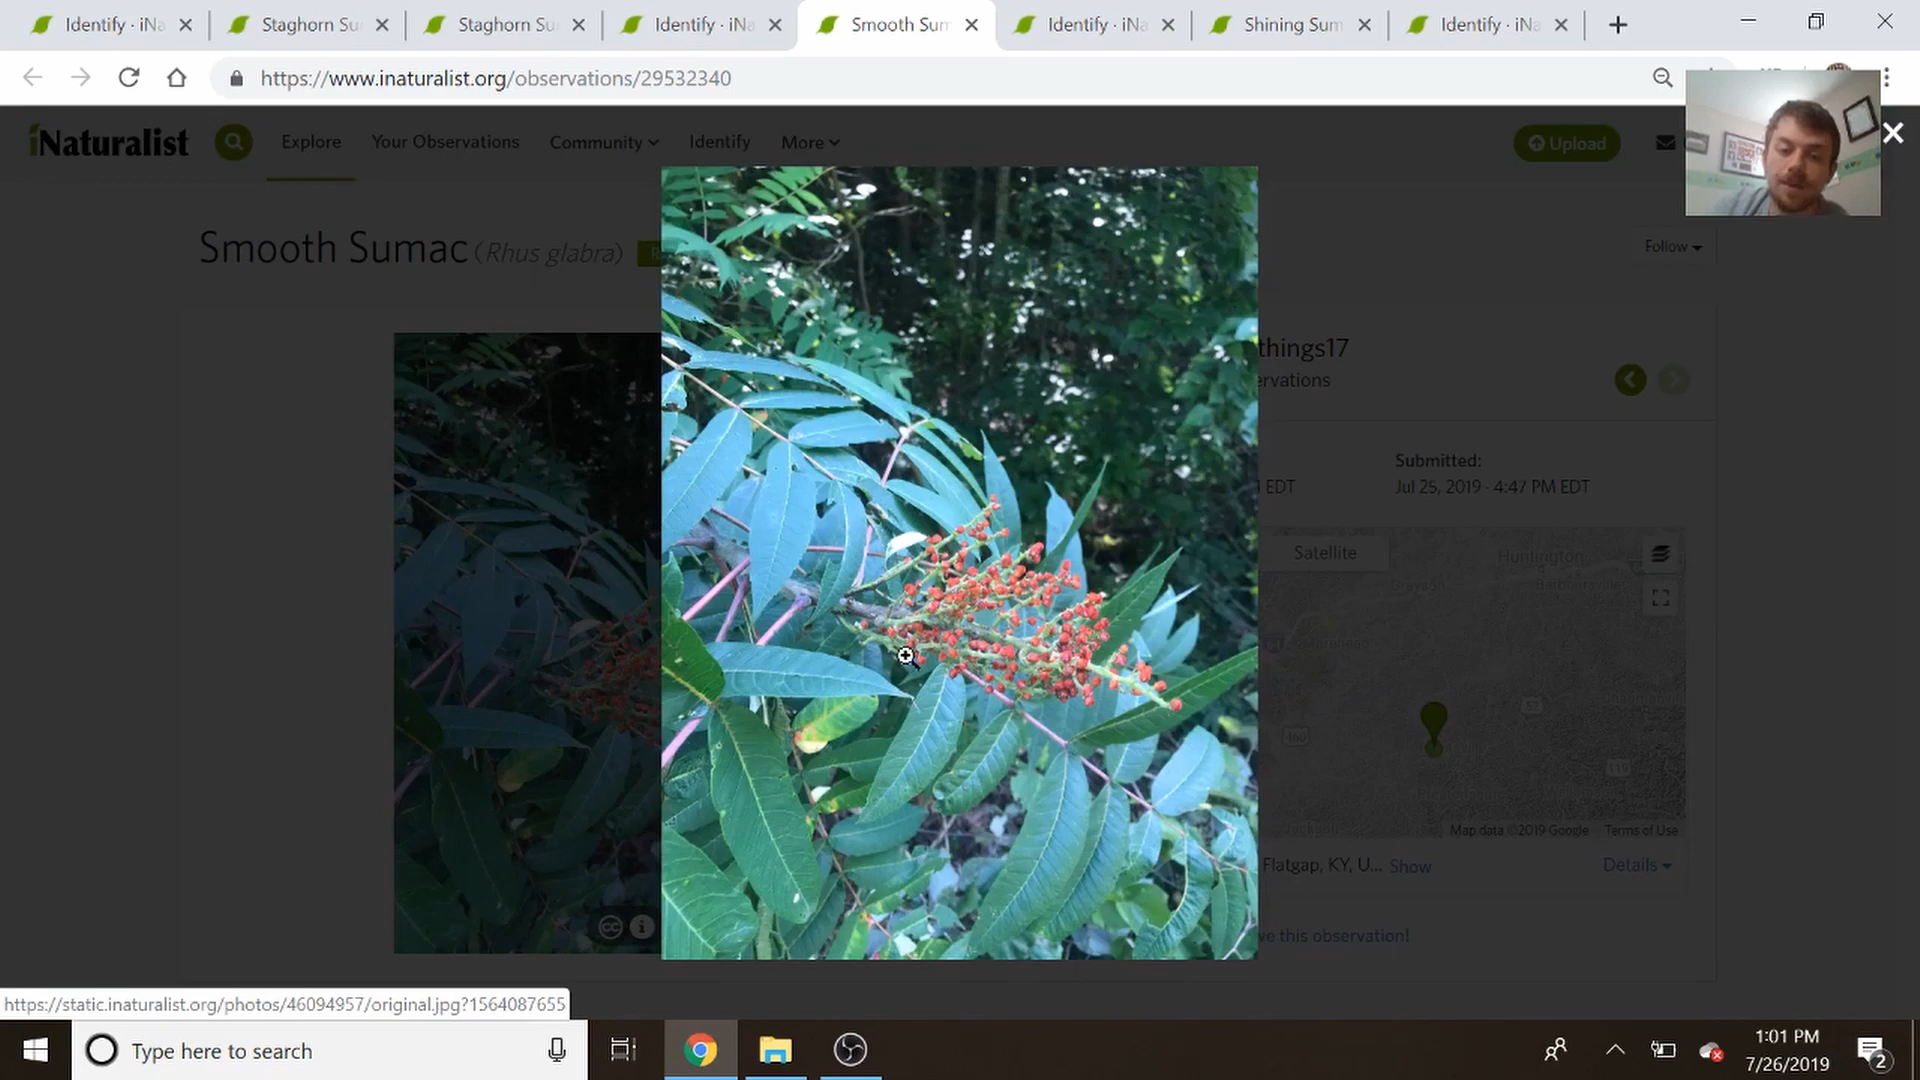 Identify · iNa
Staghorn Su
Staghorn Su
Identify · iNa
Smooth Sum
Identify · iNa
Shining Sum
Identify · iNa
https://www.inaturalist.org/observations/29532340
iNaturalist
Explore
Your Observations
Community
Identify
More
Upload
Smooth Sumac (Rhus glabra)
R
Follow
things17
ervations
Submitted:
EDT
Jul 25, 2019 · 4:47 PM EDT
Satellite
Huntington
Map data ©2019 Google
Terms of Use
Flatgap, KY, U... Show
Details
ve this observation!
https://static.inaturalist.org/photos/46094957/original.jpg?1564087655
Type here to search
1:01 PM
7/26/2019
2